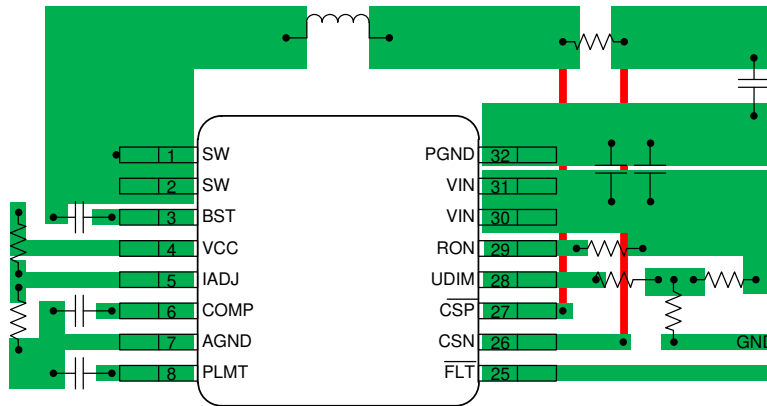 1 SW PGND 32
2 SW VIN 31
3 BST VIN 30
4 VCC RON 29
5 IADJ UDIM 28
6 COMP CSP 27
7 AGND CSN 26 GND
8 PLMT FLT 25